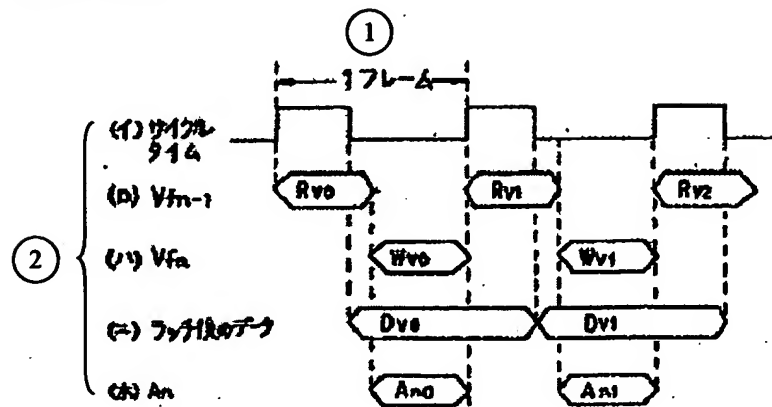 ①
1フレーム
(イ) サイクル
タイム
(ロ) Vfn-1 Rv0 Rv1 Rv2
② (ハ) Vfn Wv0 Wv1
(ニ) ラッチ後のデータ Dv0 Dv1
(ホ) An An0 An1